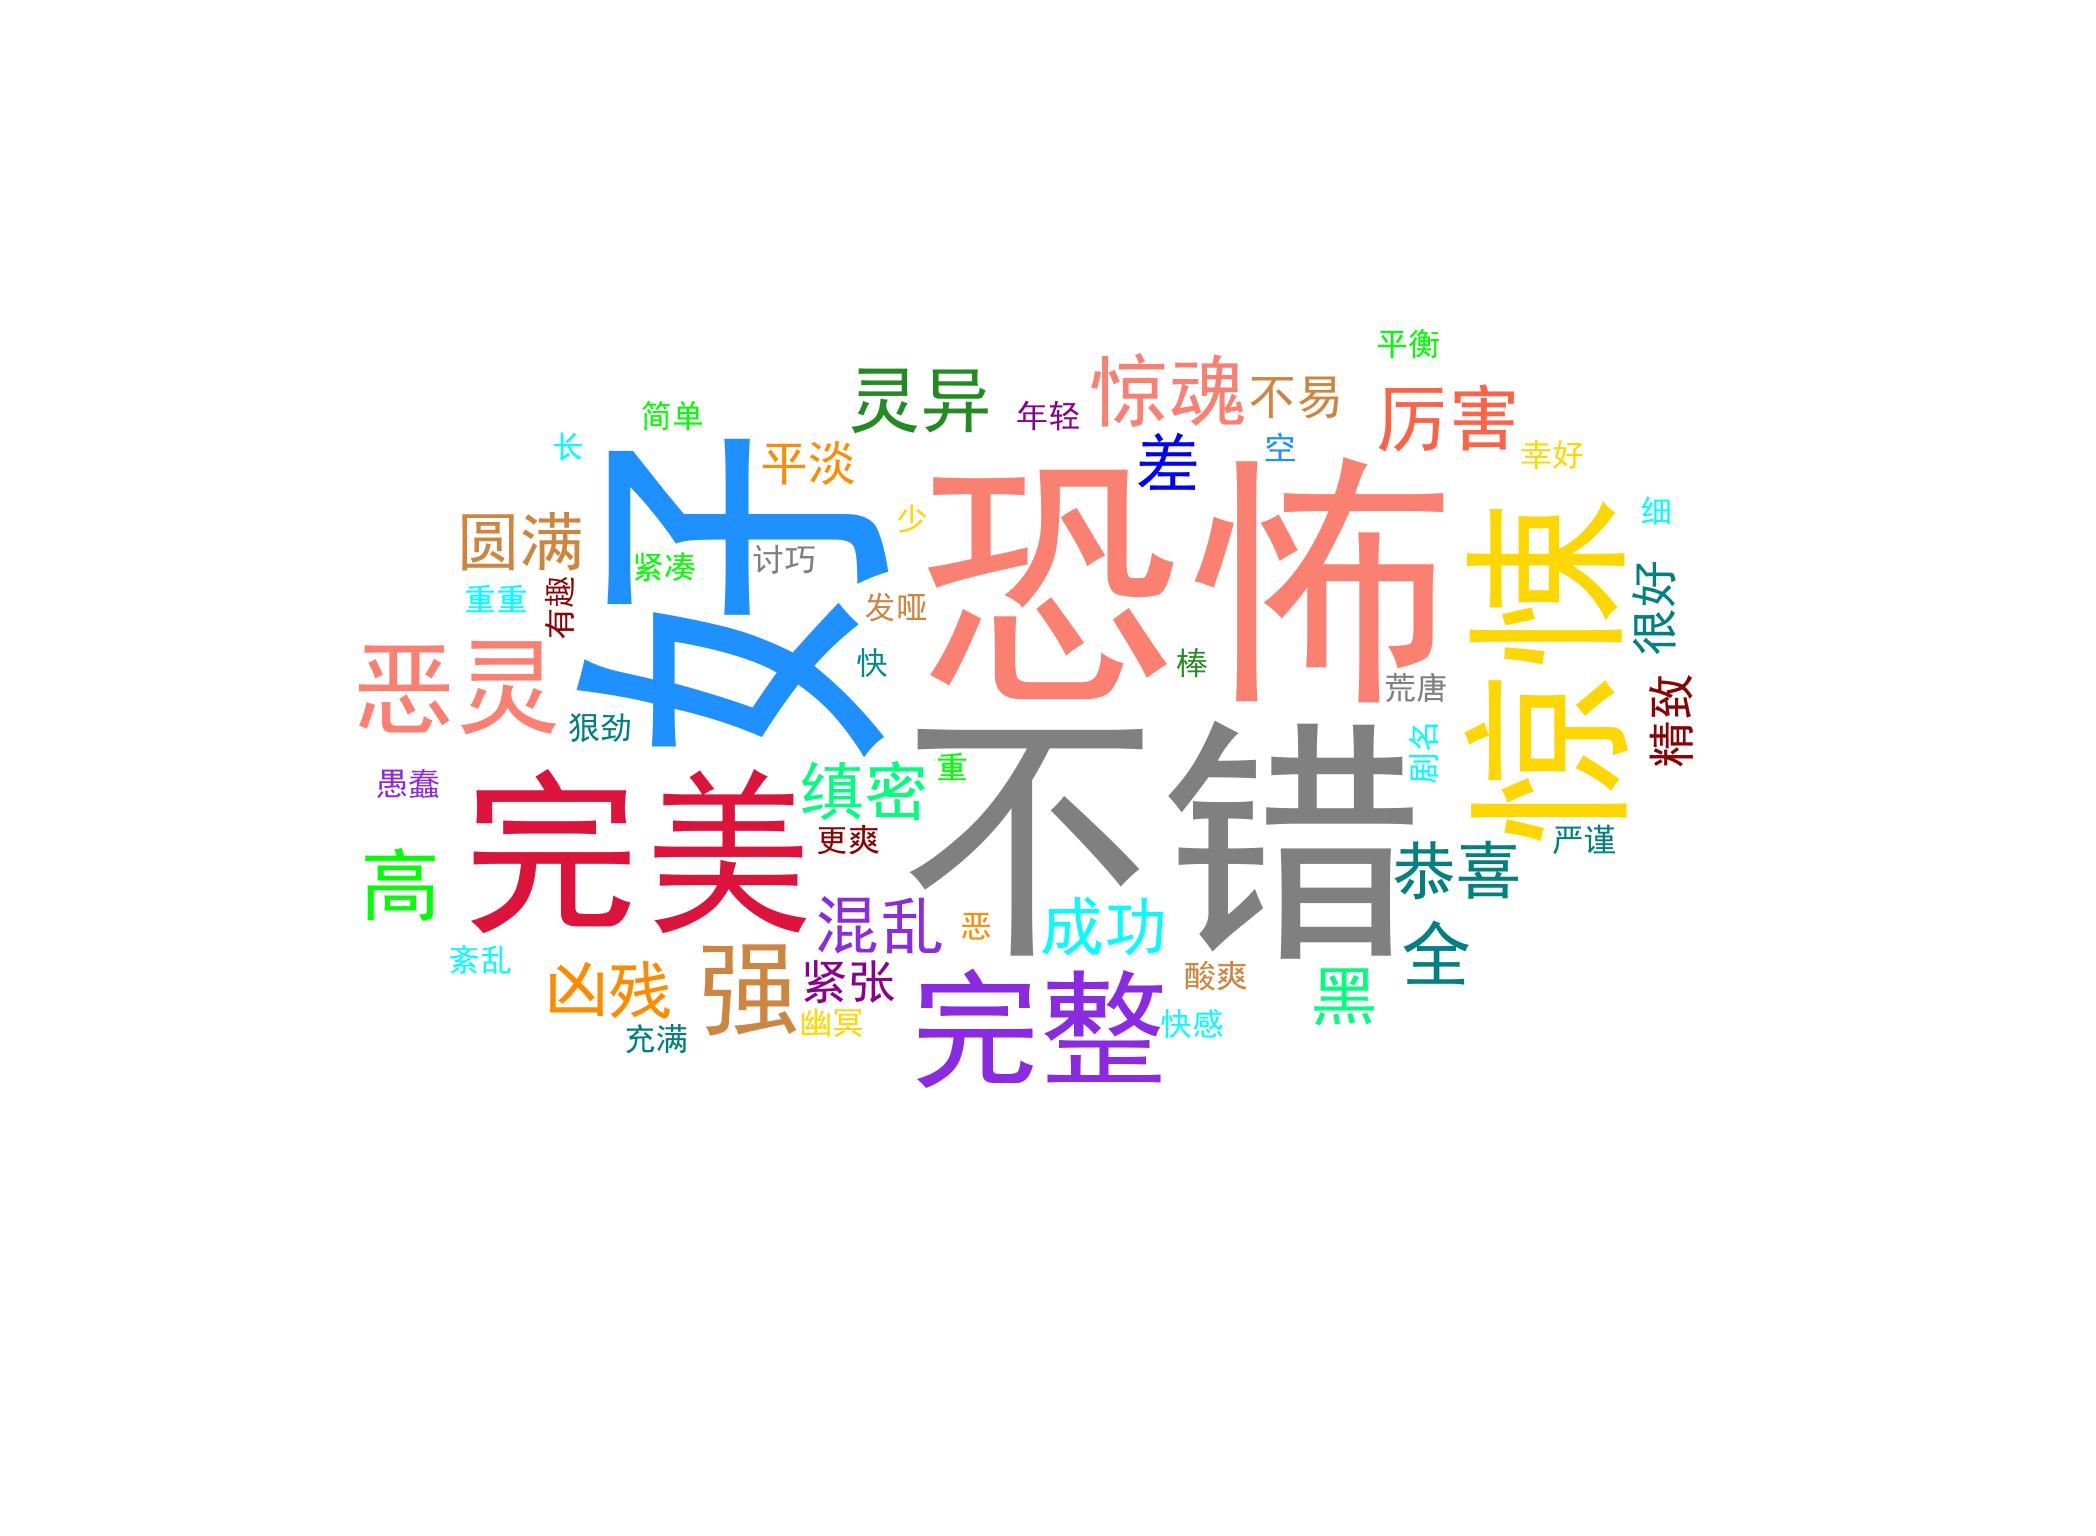 平衡
灵异
惊魂
不易
厉害
简单
年轻
长
平淡
差
空
幸好
好
恐怖
惊悚
细
圆满
少
紧凑
讨巧
重重
有趣
发哑
很好
恶灵
快
棒
荒唐
狠劲
精致
愚蠢
完美
缜密
重
不错
剧名
更爽
严谨
高
恭喜
混乱
恶
成功
全
紊乱
凶残
强
紧张
酸爽
黑
幽冥
完整
快感
充满